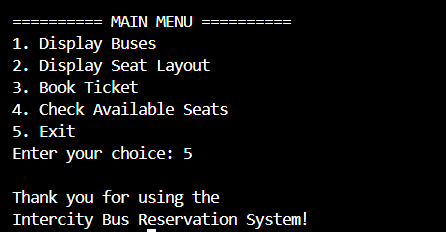 ========== MAIN MENU ==========
1. Display Buses
2. Display Seat Layout
3. Book Ticket
4. Check Available Seats
5. Exit
Enter your choice: 5
Thank you for using the
Intercity Bus Reservation System!